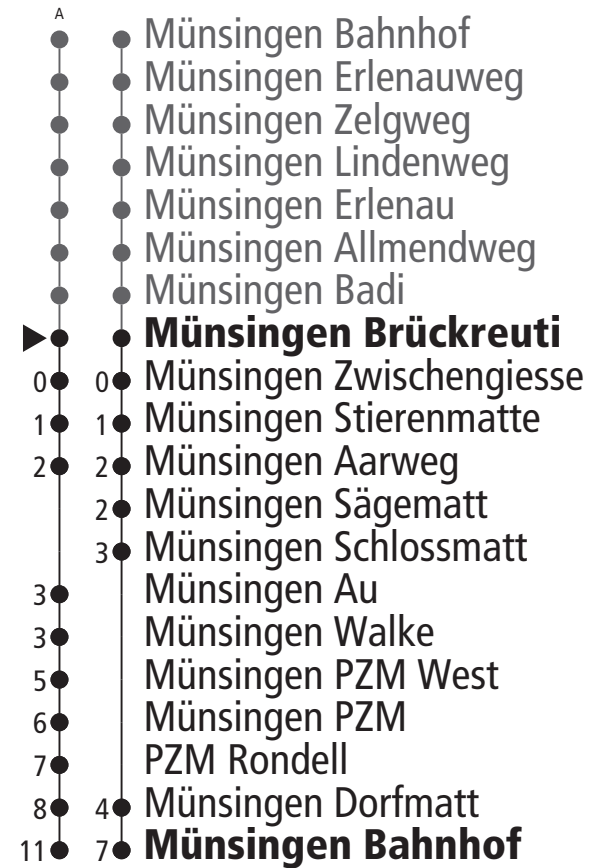 A
Münsingen Bahnhof
Münsingen Erlenauweg
Münsingen Zelgweg
Münsingen Lindenweg
Münsingen Erlenau
Münsingen Allmendweg
Münsingen Badi
Münsingen Brückreuti
0 0 Münsingen Zwischengiesse
1 1 Münsingen Stierenmatte
2 2 Münsingen Aarweg
2 Münsingen Sägematt
3 Münsingen Schlossmatt
3 Münsingen Au
3 Münsingen Walke
5 Münsingen PZM West
6 Münsingen PZM
7 PZM Rondell
8 4 Münsingen Dorfmatt
11 7 Münsingen Bahnhof